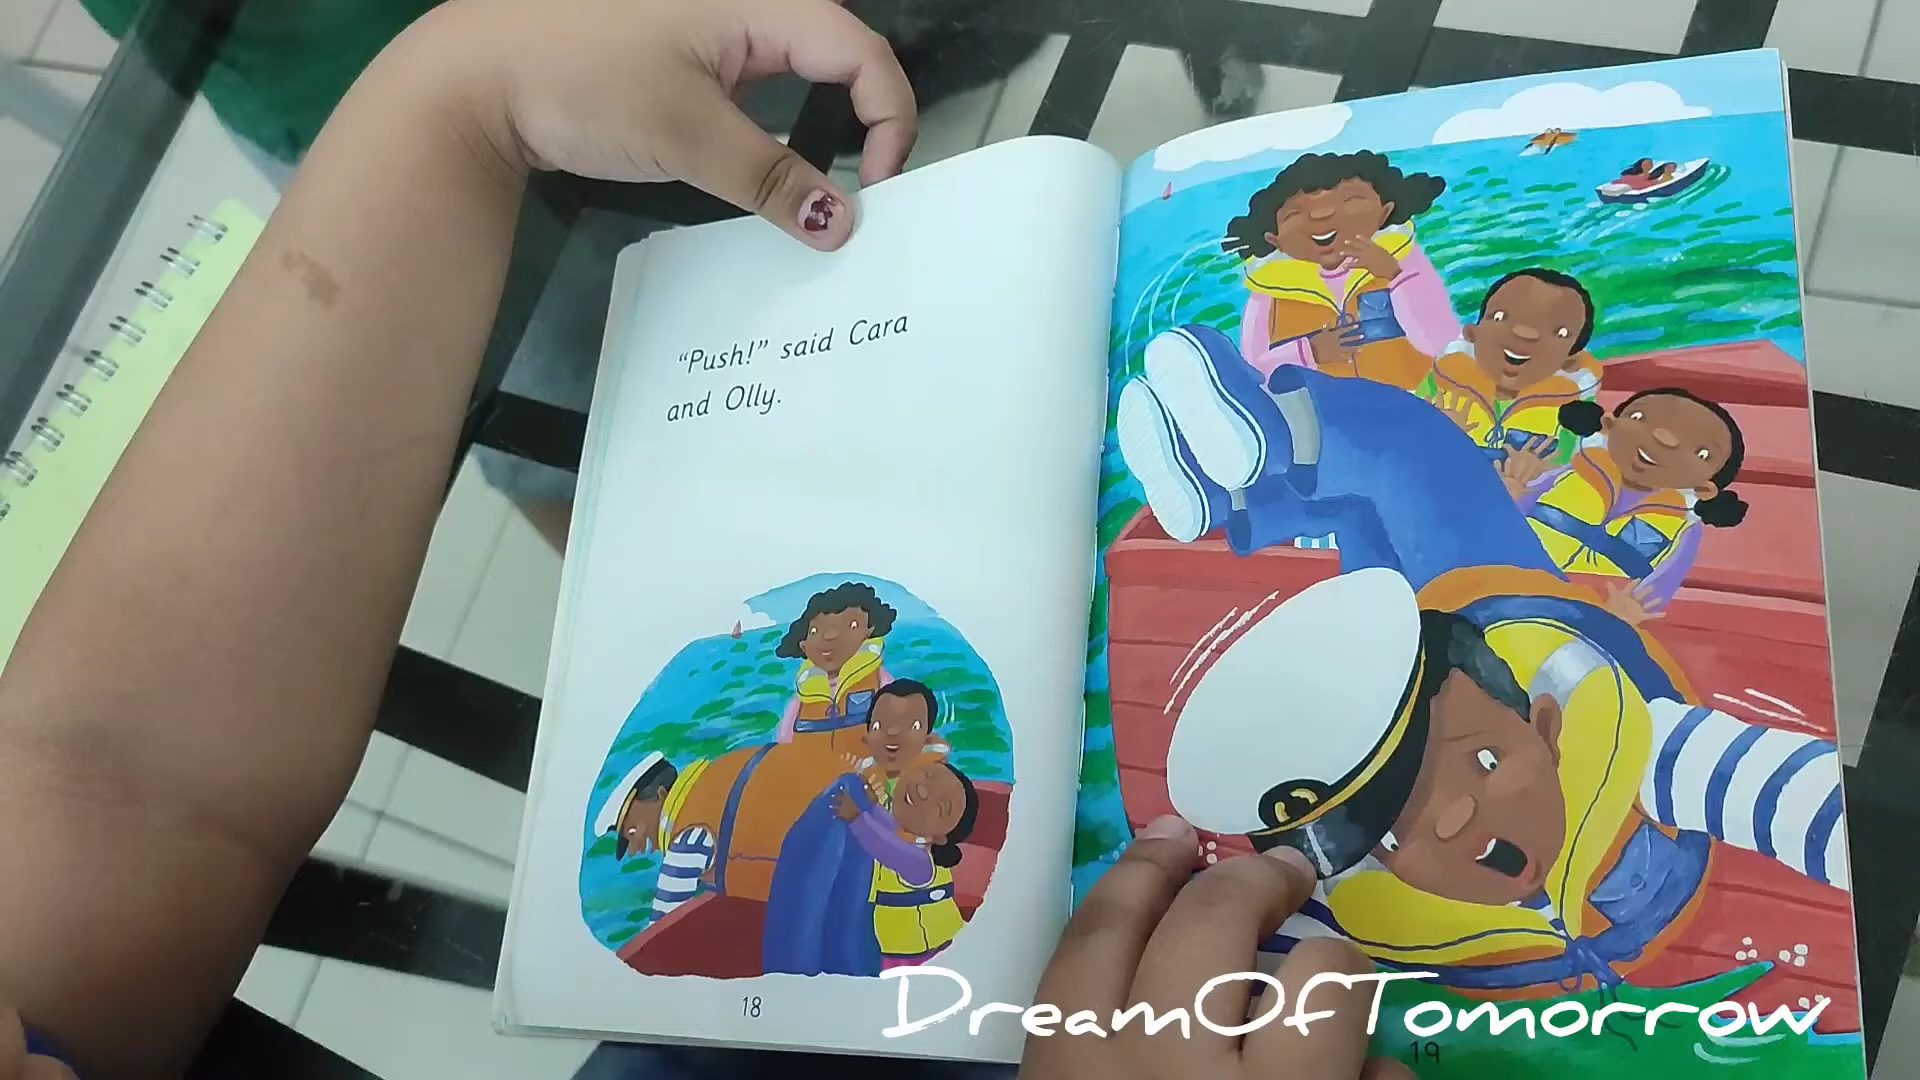 “Push!” said Cara
and Olly.
18
DreamOfTomorrow
19